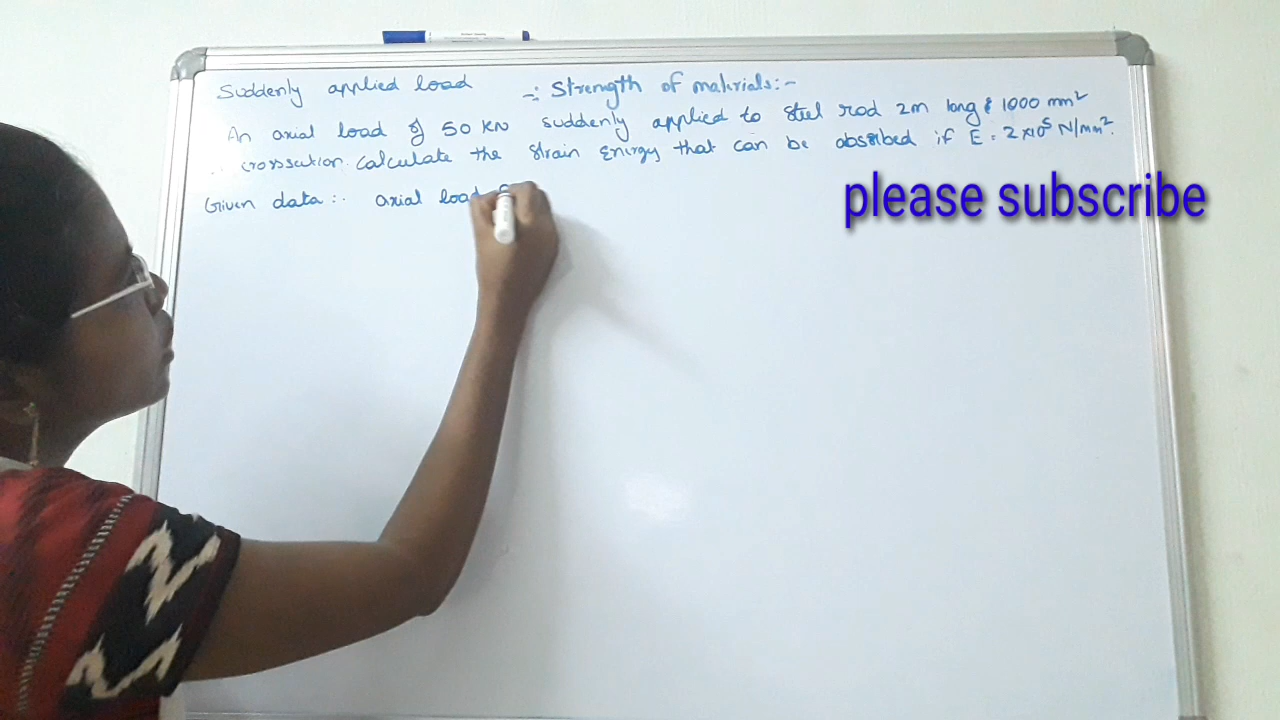 Suddenly applied load -: Strength of materials:-
An axial load of 50 KN suddenly applied to steel rod 2m long & 1000 mm²
crossection. calculate the strain energy that can be absorbed if E = 2×10⁵ N/mm².
please subscribe
Given data:- axial load